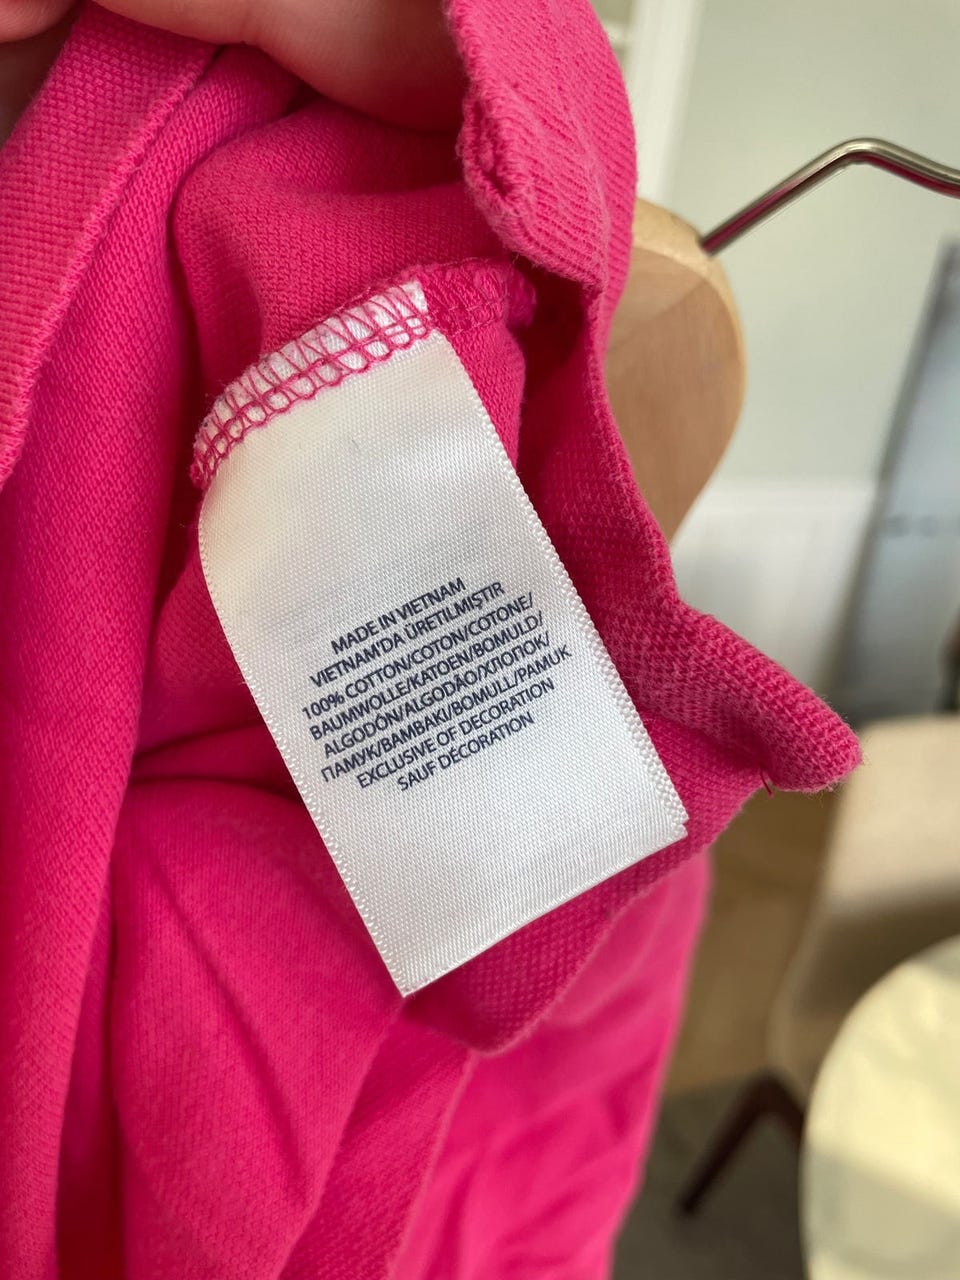 MADE IN VIETNAM
VIETNAM'DA ÜRETILMIŞTIR
100% COTTON/COTON/COTONE/
BAUMWOLLE/KATOEN/BOMULD/
ALGODÓN/ALGODÃO/ХЛОПОК/
ПАМУК/BAMBAKI/BOMULL/PAMUK
EXCLUSIVE OF DECORATION
SAUF DÉCORATION